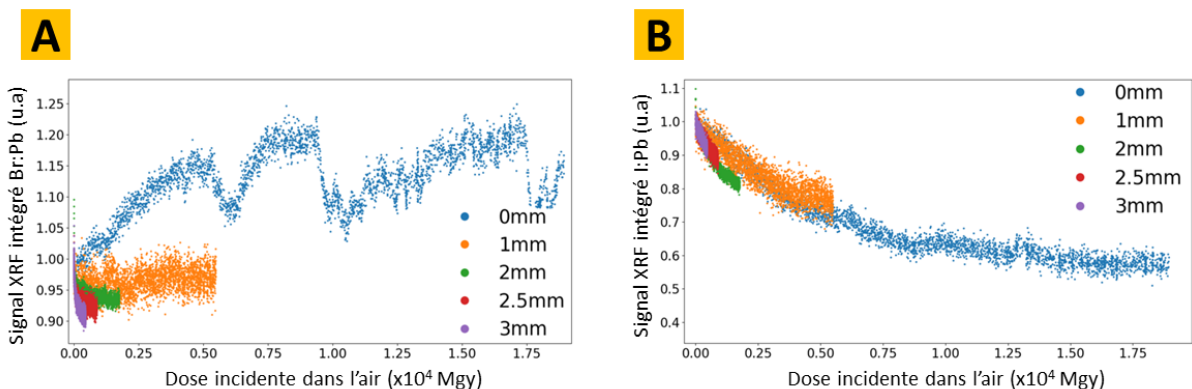 A
Signal XRF intégré Br:Pb (u.a)
1.25
1.20
1.15
1.10
1.05
1.00
0.95
0.90
0mm
1mm
2mm
2.5mm
3mm
0.00 0.25 0.50 0.75 1.00 1.25 1.50 1.75
Dose incidente dans l'air (x10⁴ Mgy)
B
Signal XRF intégré I:Pb (u.a)
1.1
1.0
0.9
0.8
0.7
0.6
0.5
0.4
0mm
1mm
2mm
2.5mm
3mm
0.00 0.25 0.50 0.75 1.00 1.25 1.50 1.75
Dose incidente dans l'air (x10⁴ Mgy)